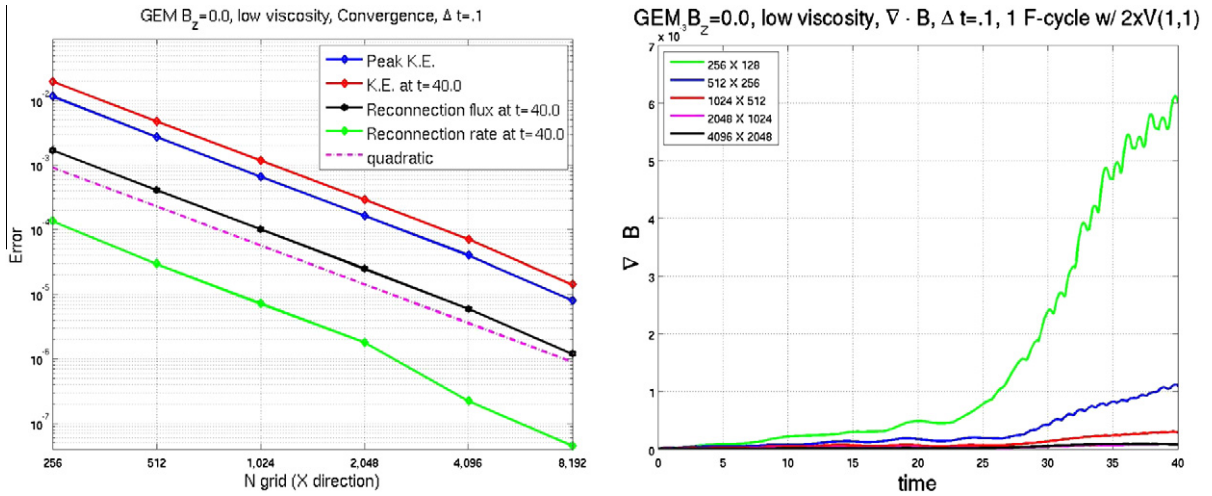 GEM B_z=0.0, low viscosity, Convergence, Δ t=.1
Peak K.E.
K.E. at t=40.0
Reconnection flux at t=40.0
Reconnection rate at t=40.0
quadratic
10^-2
10^-3
10^-4
10^-5
10^-6
10^-7
Error
256 512 1,024 2,048 4,096 8,192
N grid (X direction)
GEM B_z=0.0, low viscosity, ∇ · B, Δ t=.1, 1 F-cycle w/ 2xV(1,1)
x 10^-3
256 X 128
512 X 256
1024 X 512
2048 X 1024
4096 X 2048
7
6
5
4
3
2
1
0
∇ B
0 5 10 15 20 25 30 35 40
time